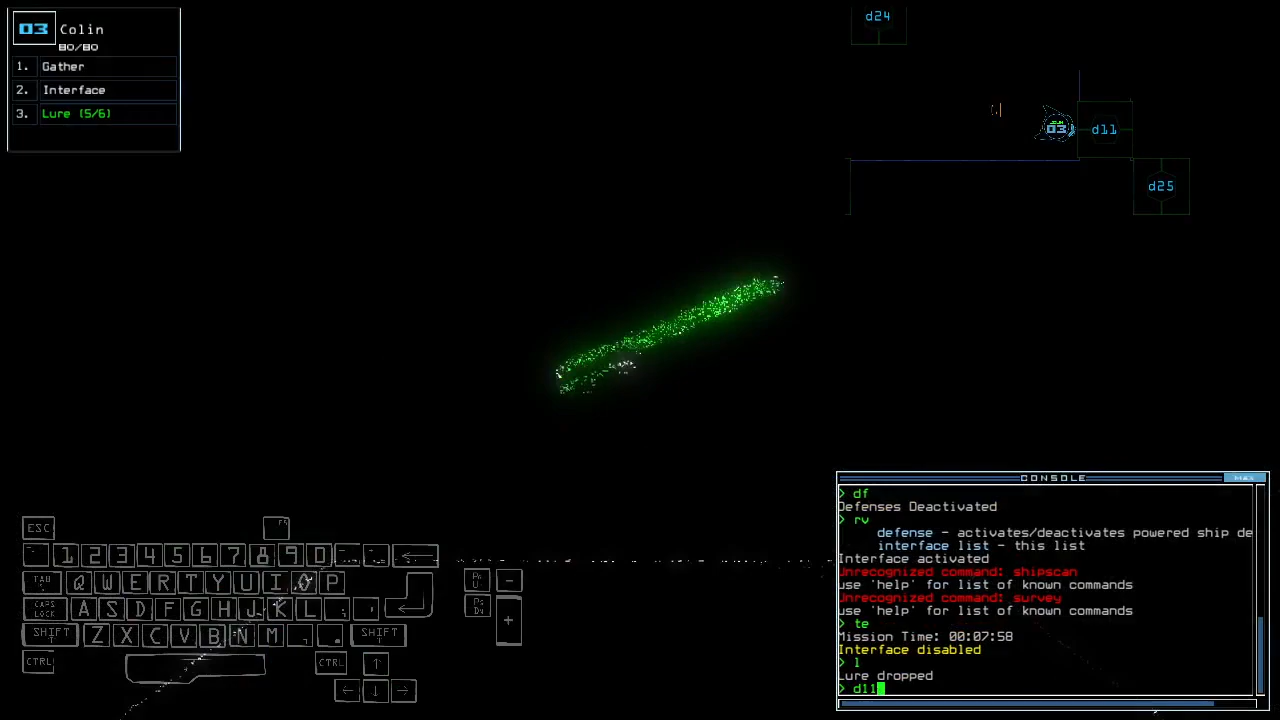 03 Colin
80/80
1. Gather
2. Interface
3. Lure (5/6)
d24
03
d11
d25
CONSOLE
MAX
> df
Defenses Deactivated
> rv
defense - activates/deactivates powered ship de
interface list - this list
Interface activated
Unrecognized command: shipscan
use 'help' for list of known commands
Unrecognized command: survey
use 'help' for list of known commands
> te
Mission Time: 00:07:58
Interface disabled
> l
Lure dropped
> d11
ESC
1 2 3 4 5 6 7 8 9 0
TAB Q W E R T Y U I O P
CAPS LOCK A S D F G H J K L ; '
SHIFT Z X C V B N M , . SHIFT
CTRL CTRL
-
+